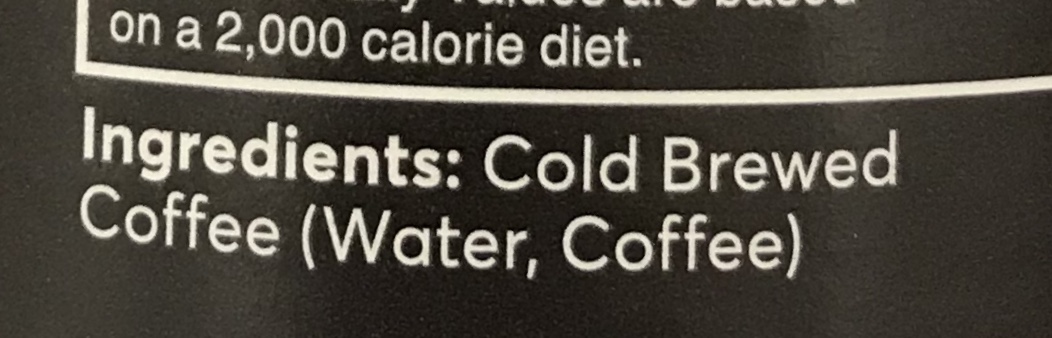 on a 2,000 calorie diet.
Ingredients: Cold Brewed
Coffee (Water, Coffee)